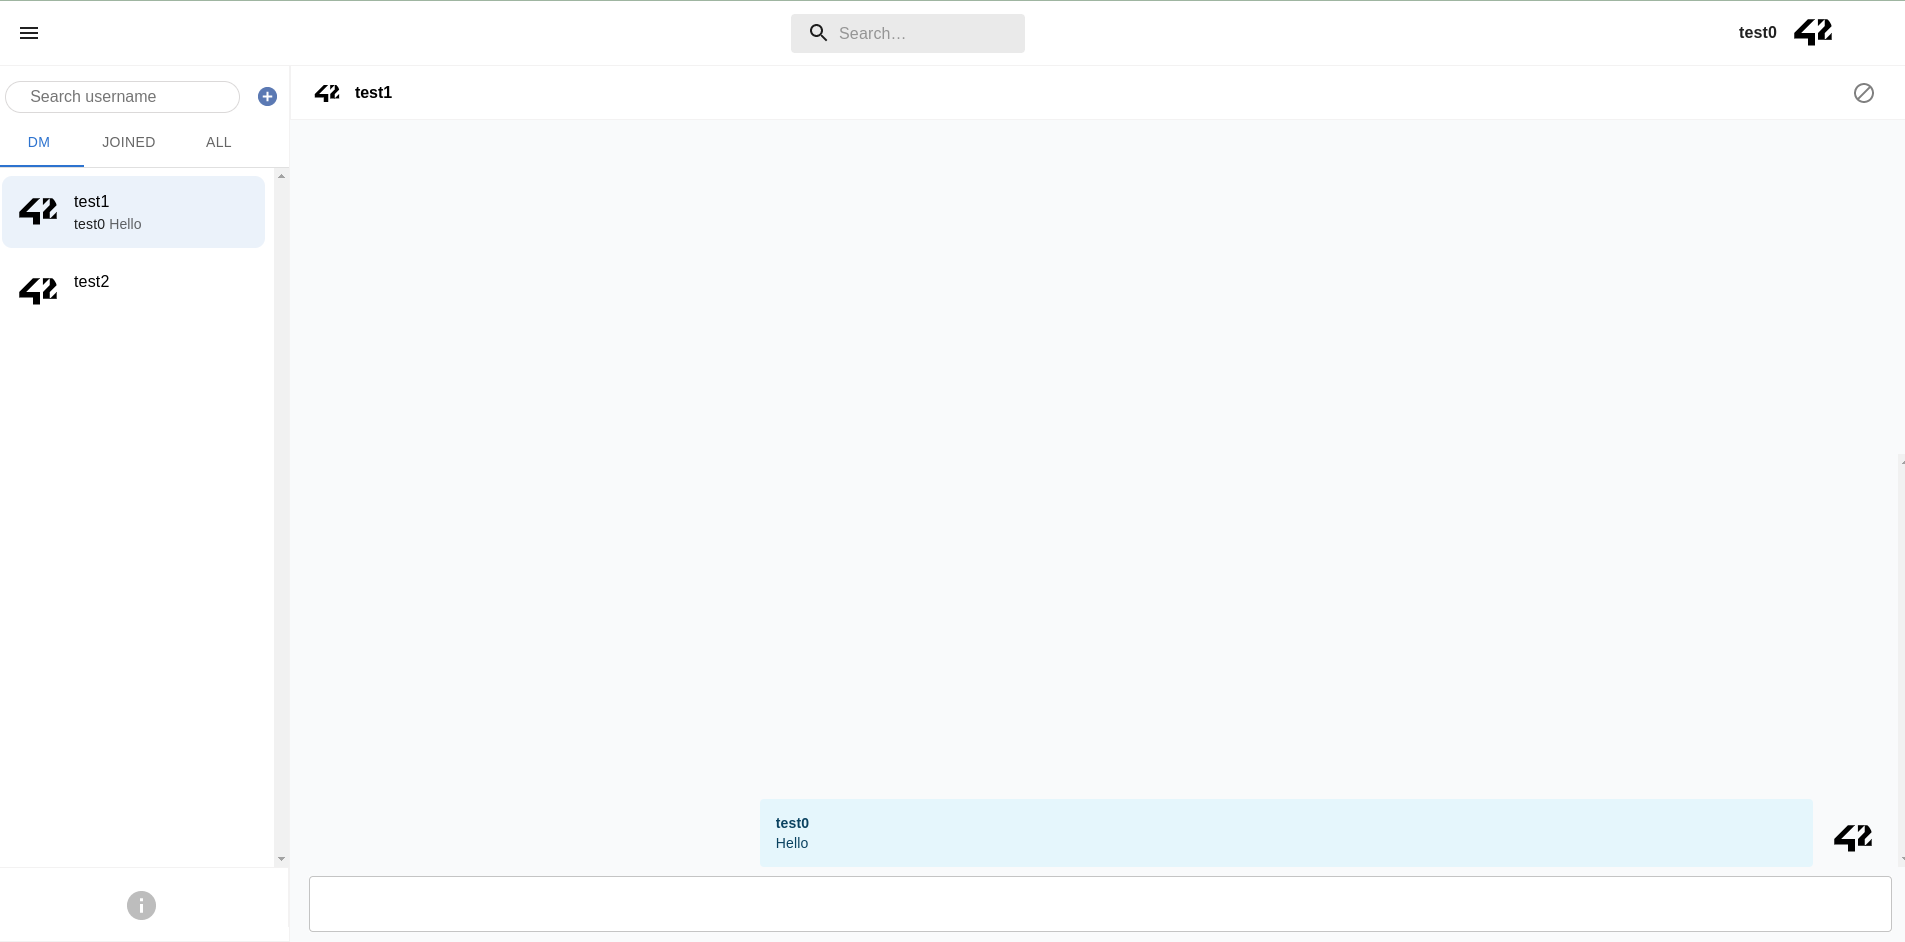 Search…
test0
42
Search username
42 test1
DM JOINED ALL
42
test1
test0 Hello
42
test2
test0
Hello
42